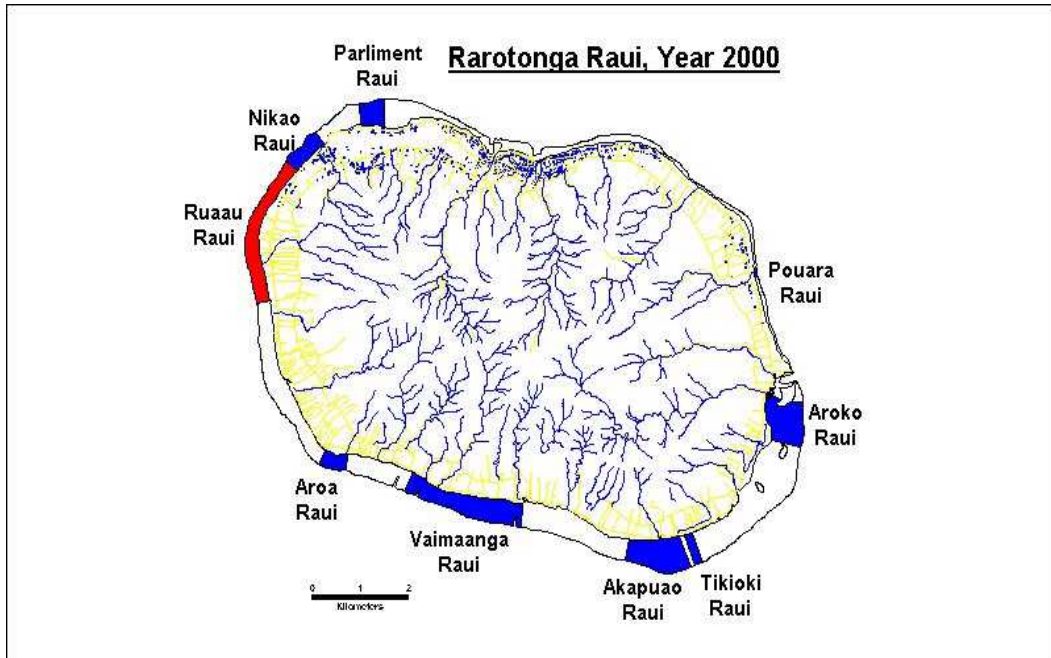 Rarotonga Raui, Year 2000
Parliment
Raui
Nikao
Raui
Ruaau
Raui
Pouara
Raui
Aroko
Raui
Aroa
Raui
Vaimaanga
Raui
Akapuao
Raui
Tikioki
Raui
0 1 2
Kilometers